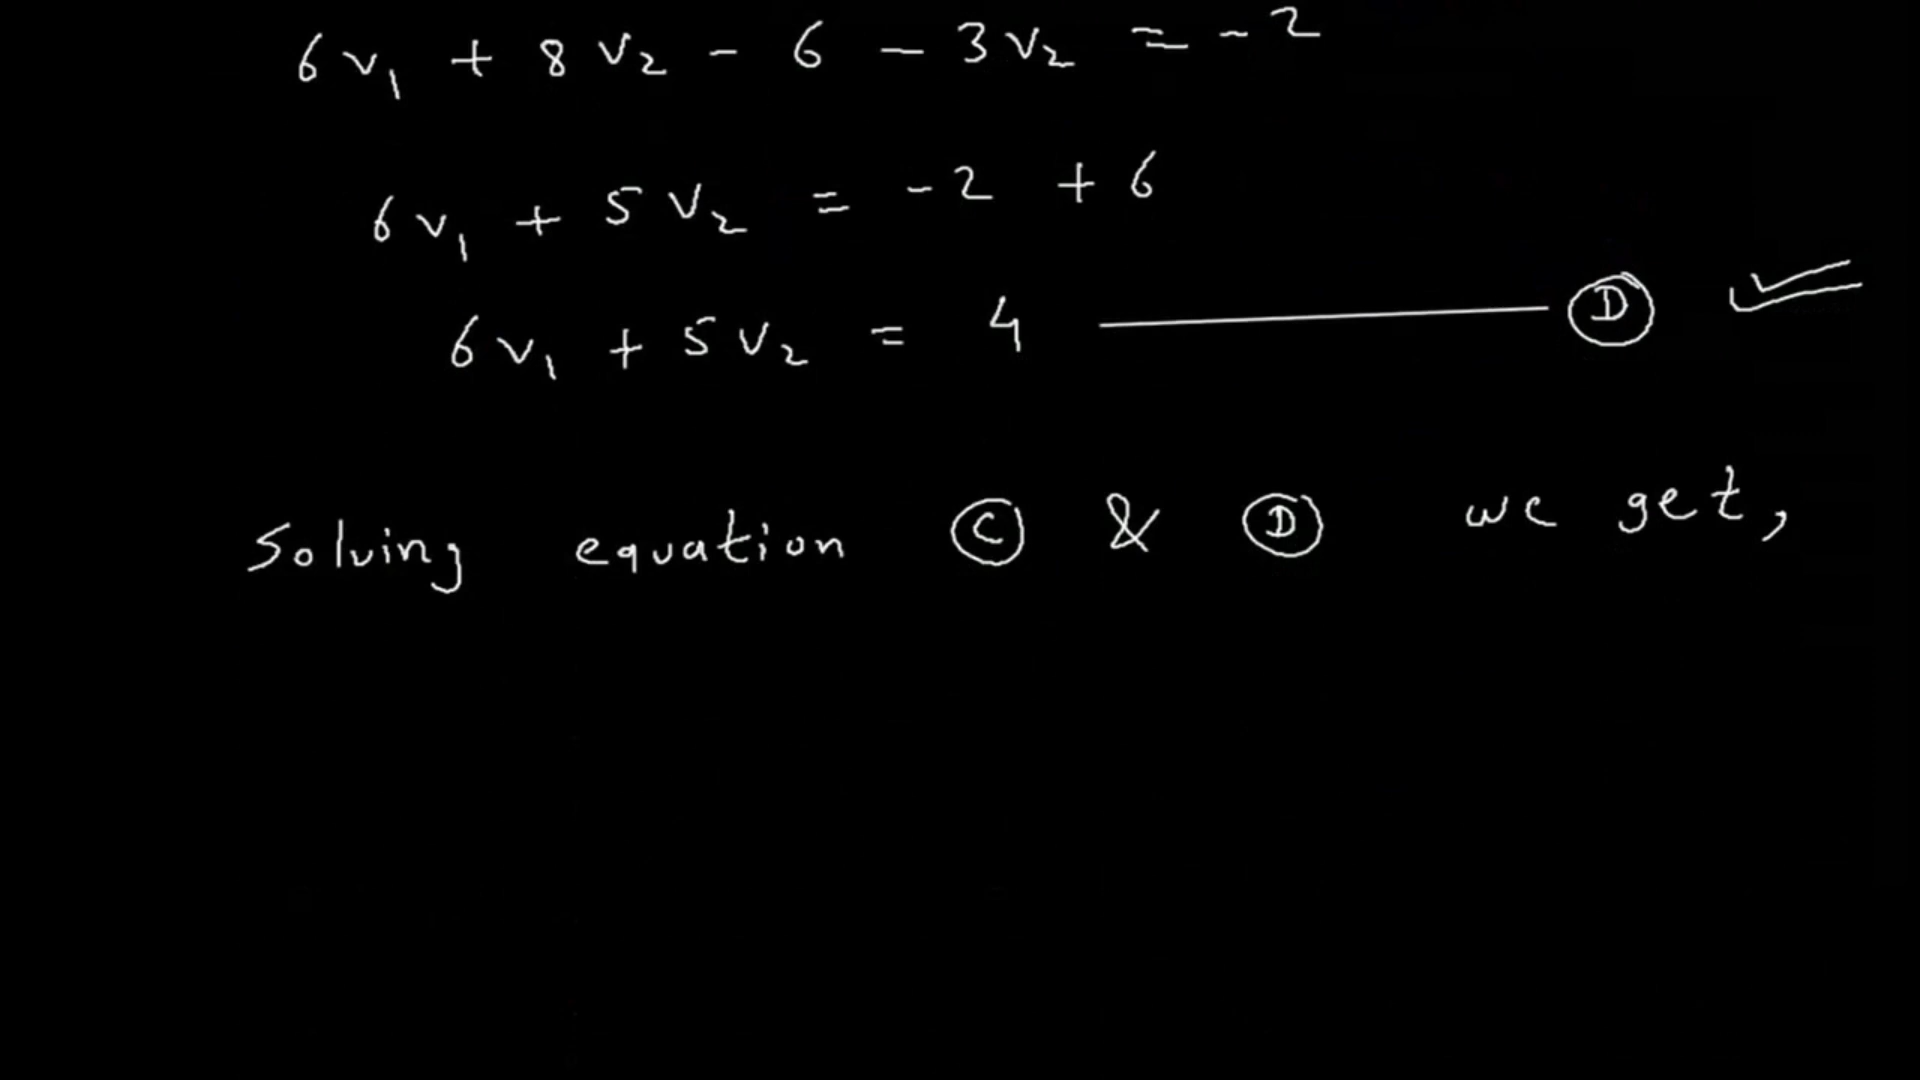 6v₁ + 8v₂ - 6 - 3v₂ = -2
6v₁ + 5v₂ = -2 + 6
6v₁ + 5v₂ = 4 ——— Ⓓ ✓
Solving equation Ⓒ & Ⓓ we get,